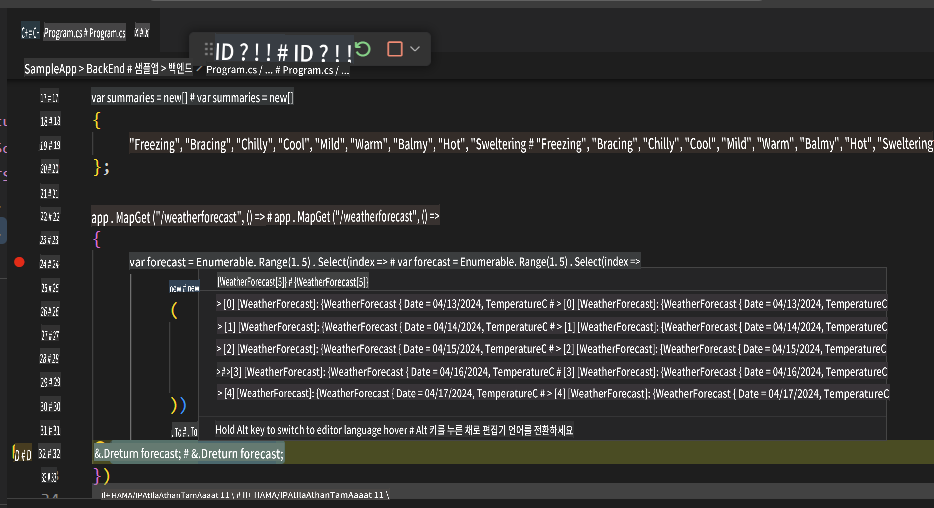 Program.cs # Program.cs
ID ? ! ! # ID ? ! !
SampleApp > BackEnd # 샘플앱 > 백엔드
Program.cs / ... # Program.cs / ...
17 # 17 var summaries = new[] # var summaries = new[]
18 # 18 {
19 # 19 "Freezing", "Bracing", "Chilly", "Cool", "Mild", "Warm", "Balmy", "Hot", "Sweltering # "Freezing", "Bracing", "Chilly", "Cool", "Mild", "Warm", "Balmy", "Hot", "Sweltering
20 # 20 };
21 # 21
22 # 22 app . MapGet ("/weatherforecast", () => # app . MapGet ("/weatherforecast", () =>
23 # 23 {
24 # 24 var forecast = Enumerable. Range(1. 5) . Select(index => # var forecast = Enumerable. Range(1. 5) . Select(index =>
{WeatherForecast[5]} # {WeatherForecast[5]}
25 # 25 new # new
> [0] [WeatherForecast]: {WeatherForecast { Date = 04/13/2024, TemperatureC # > [0] [WeatherForecast]: {WeatherForecast { Date = 04/13/2024, TemperatureC
26 # 26 (
> [1] [WeatherForecast]: {WeatherForecast { Date = 04/14/2024, TemperatureC # > [1] [WeatherForecast]: {WeatherForecast { Date = 04/14/2024, TemperatureC
27 # 27
> [2] [WeatherForecast]: {WeatherForecast { Date = 04/15/2024, TemperatureC # > [2] [WeatherForecast]: {WeatherForecast { Date = 04/15/2024, TemperatureC
28 # 28
>#>[3] [WeatherForecast]: {WeatherForecast { Date = 04/16/2024, TemperatureC # [3] [WeatherForecast]: {WeatherForecast { Date = 04/16/2024, TemperatureC
29 # 29
> [4] [WeatherForecast]: {WeatherForecast { Date = 04/17/2024, TemperatureC # > [4] [WeatherForecast]: {WeatherForecast { Date = 04/17/2024, TemperatureC
30 # 30 ))
31 # 31 . To # . To
Hold Alt key to switch to editor language hover # Alt 키를 누른 채로 편집기 언어를 전환하세요
D # D 32 # 32 &.Dreturn forecast; # &.Dreturn forecast;
})